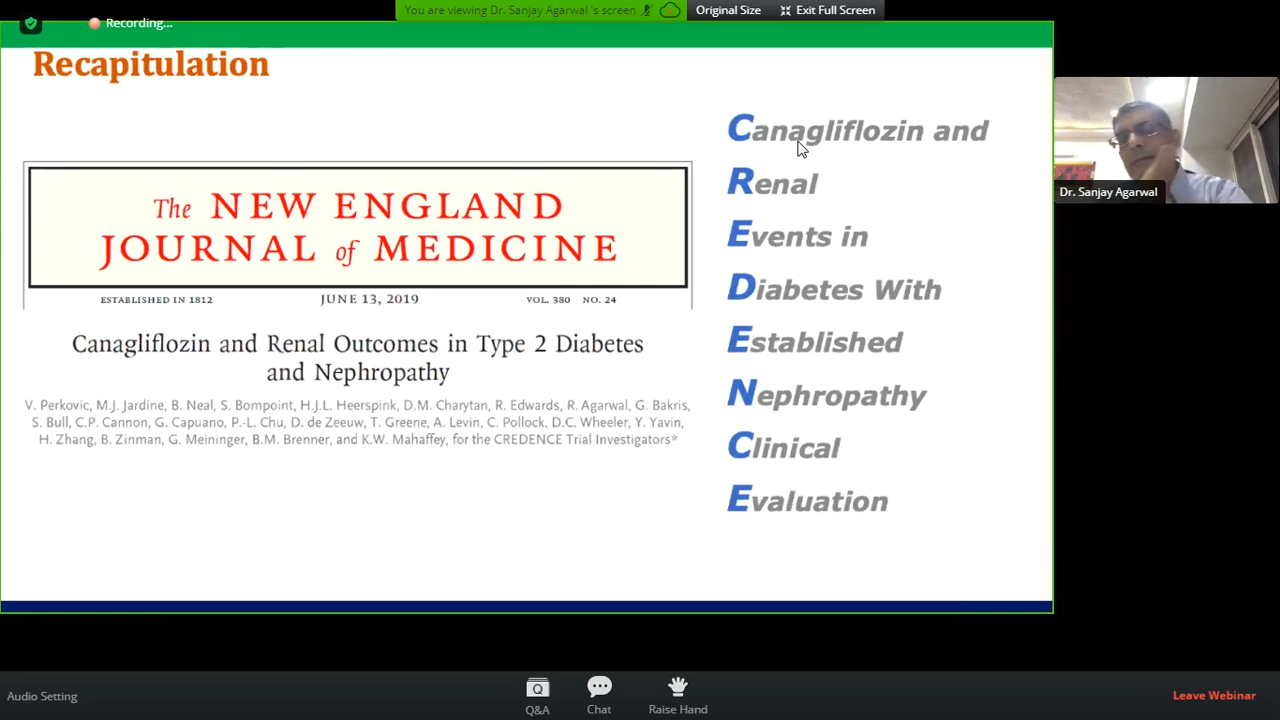 You are viewing Dr. Sanjay Agarwal 's screen
Original Size
Exit Full Screen
Recording...
Recapitulation
The NEW ENGLAND
JOURNAL of MEDICINE
ESTABLISHED IN 1812
JUNE 13, 2019
VOL. 380 NO. 24
Canagliflozin and Renal Outcomes in Type 2 Diabetes
and Nephropathy
V. Perkovic, M.J. Jardine, B. Neal, S. Bompoint, H.J.L. Heerspink, D.M. Charytan, R. Edwards, R. Agarwal, G. Bakris,
S. Bull, C.P. Cannon, G. Capuano, P.-L. Chu, D. de Zeeuw, T. Greene, A. Levin, C. Pollock, D.C. Wheeler, Y. Yavin,
H. Zhang, B. Zinman, G. Meininger, B.M. Brenner, and K.W. Mahaffey, for the CREDENCE Trial Investigators*
Canagliflozin and
Renal
Events in
Diabetes With
Established
Nephropathy
Clinical
Evaluation
Dr. Sanjay Agarwal
Audio Setting
Q
Q&A
Chat
Raise Hand
Leave Webinar